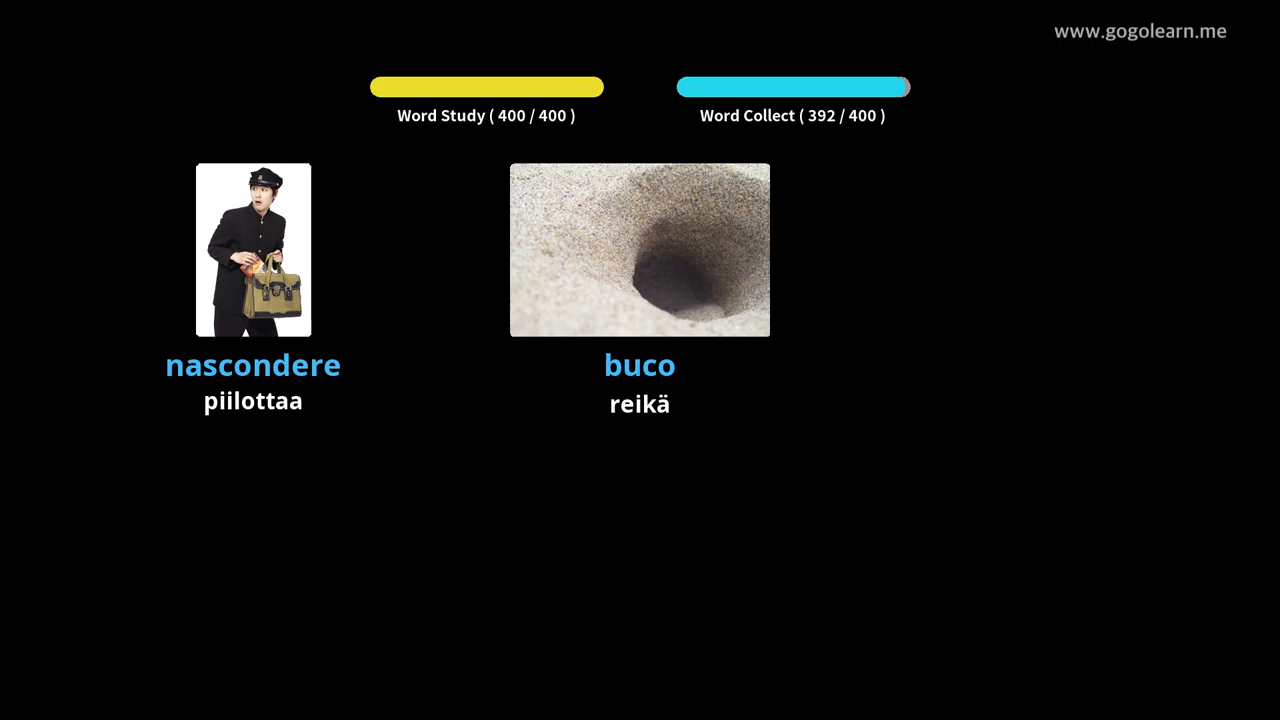 www.gogolearn.me
Word Study ( 400 / 400 )
Word Collect ( 392 / 400 )
nascondere
piilottaa
buco
reikä